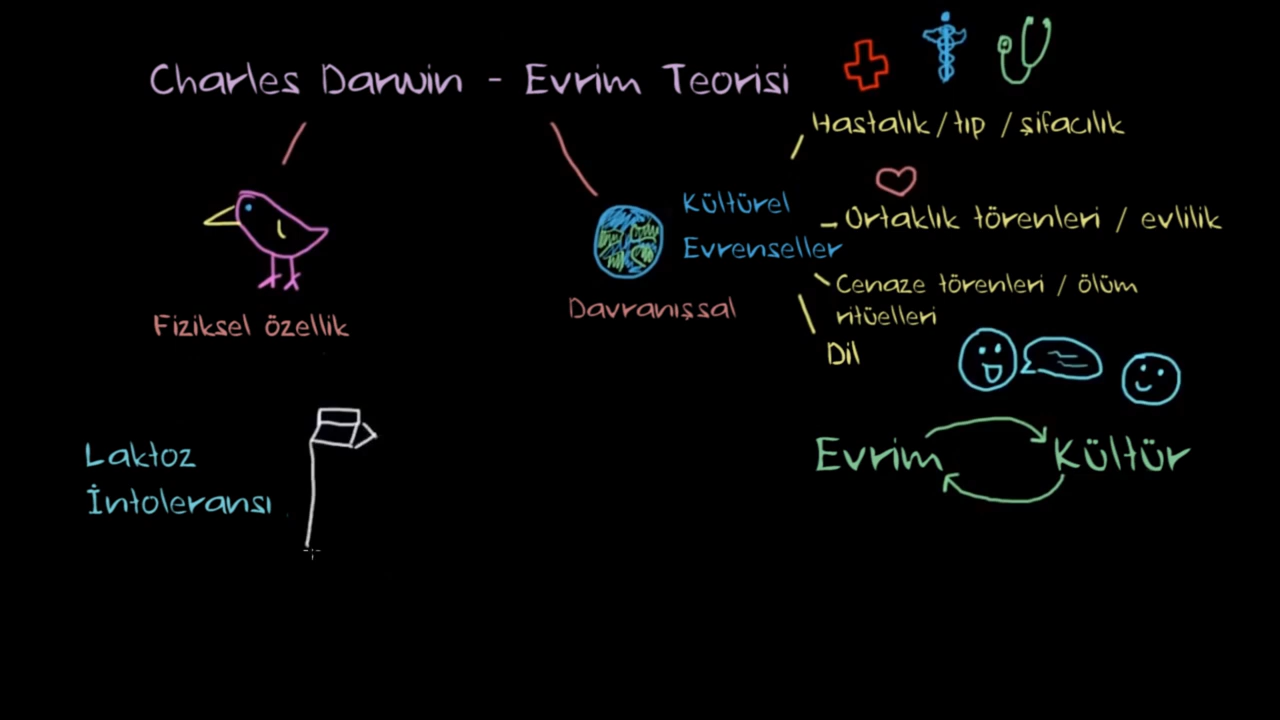 Charles Darwin - Evrim Teorisi
Hastalık / tıp / şifacılık
Kültürel
Evrenseller
Ortaklık törenleri / evlilik
Cenaze törenleri / ölüm
ritüelleri
Dil
Davranışsal
Fiziksel özellik
Laktoz
İntoleransı
Evrim
Kültür